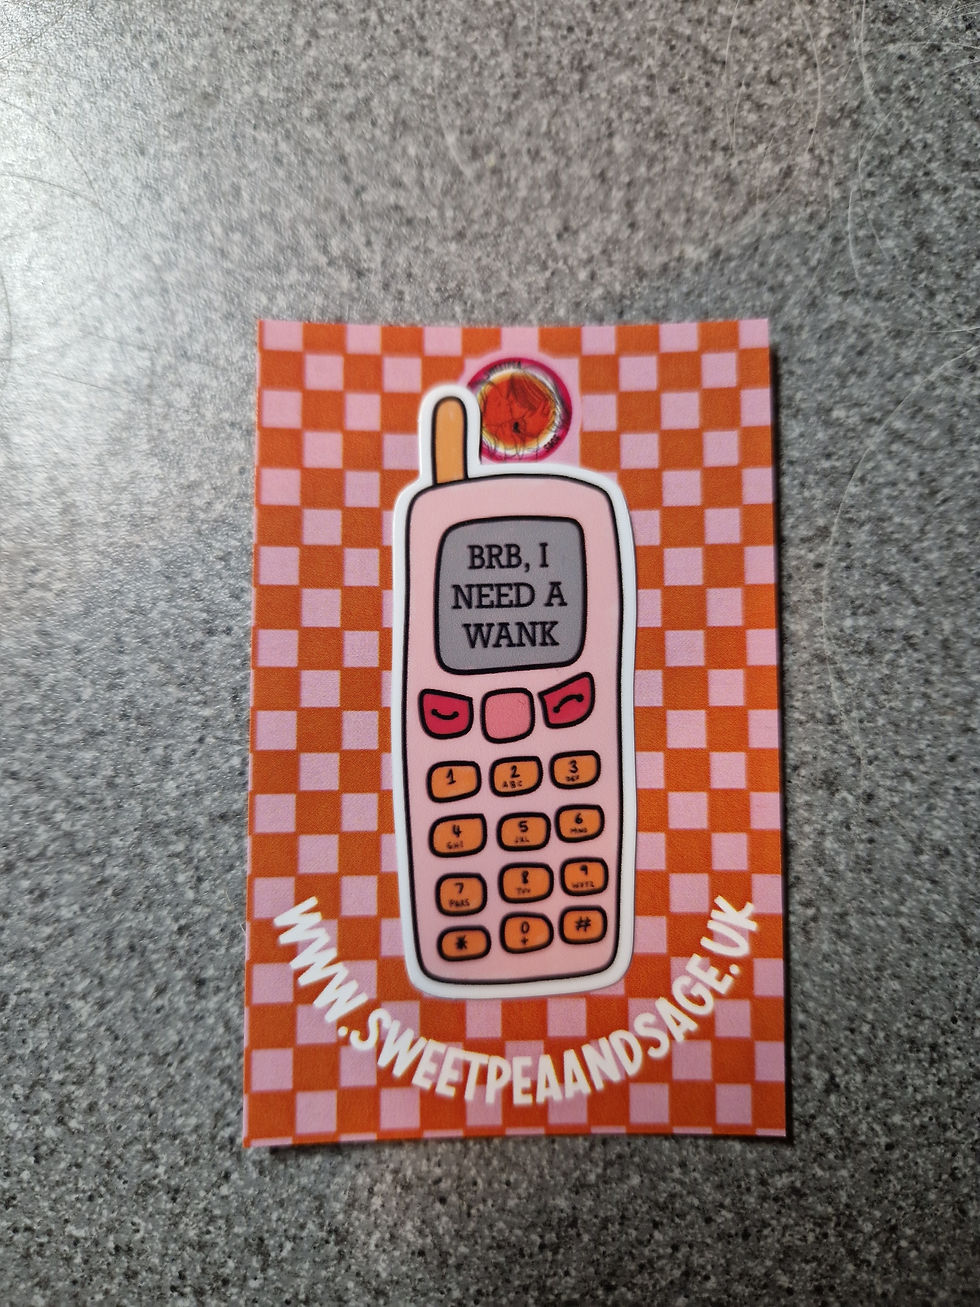 BRB, I
NEED A
WANK
1 2 3
ABC DEF
4 5 6
GHI JKL MNO
7 8 9
PQRS TUV WXYZ
* 0 #
+
WWW.SWEETPEAANDSAGE.UK